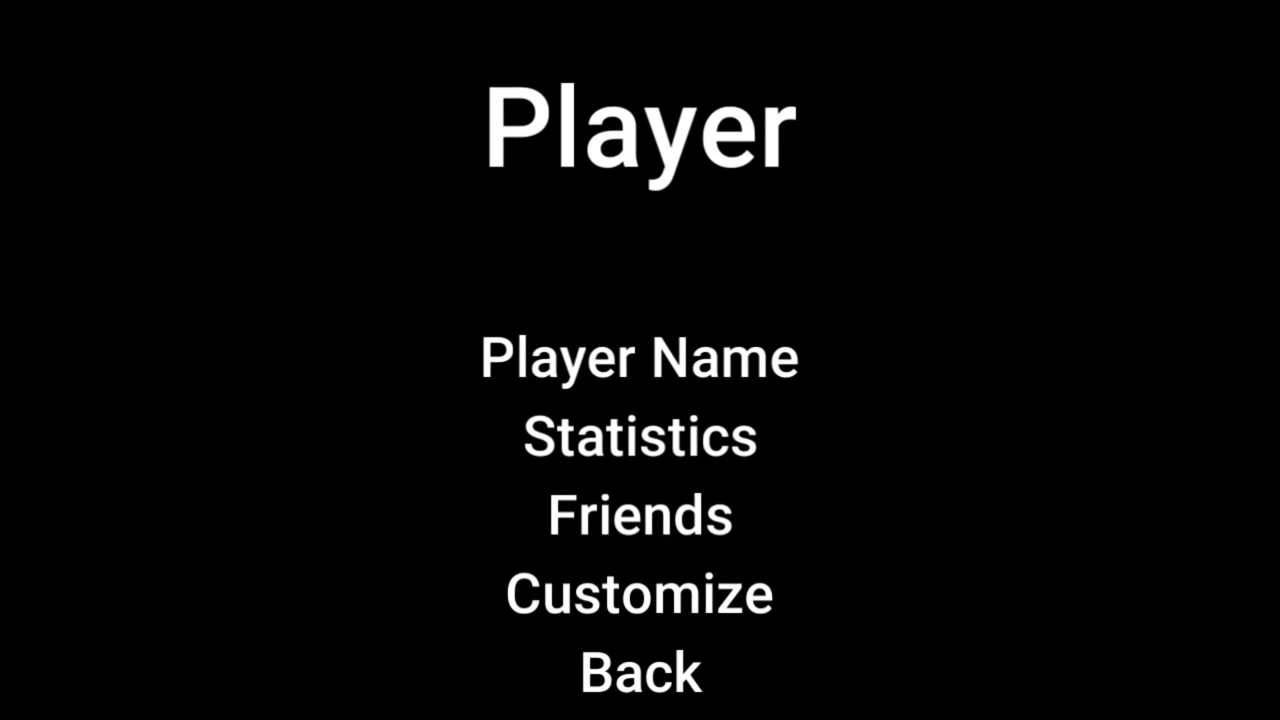 Player
Player Name
Statistics
Friends
Customize
Back